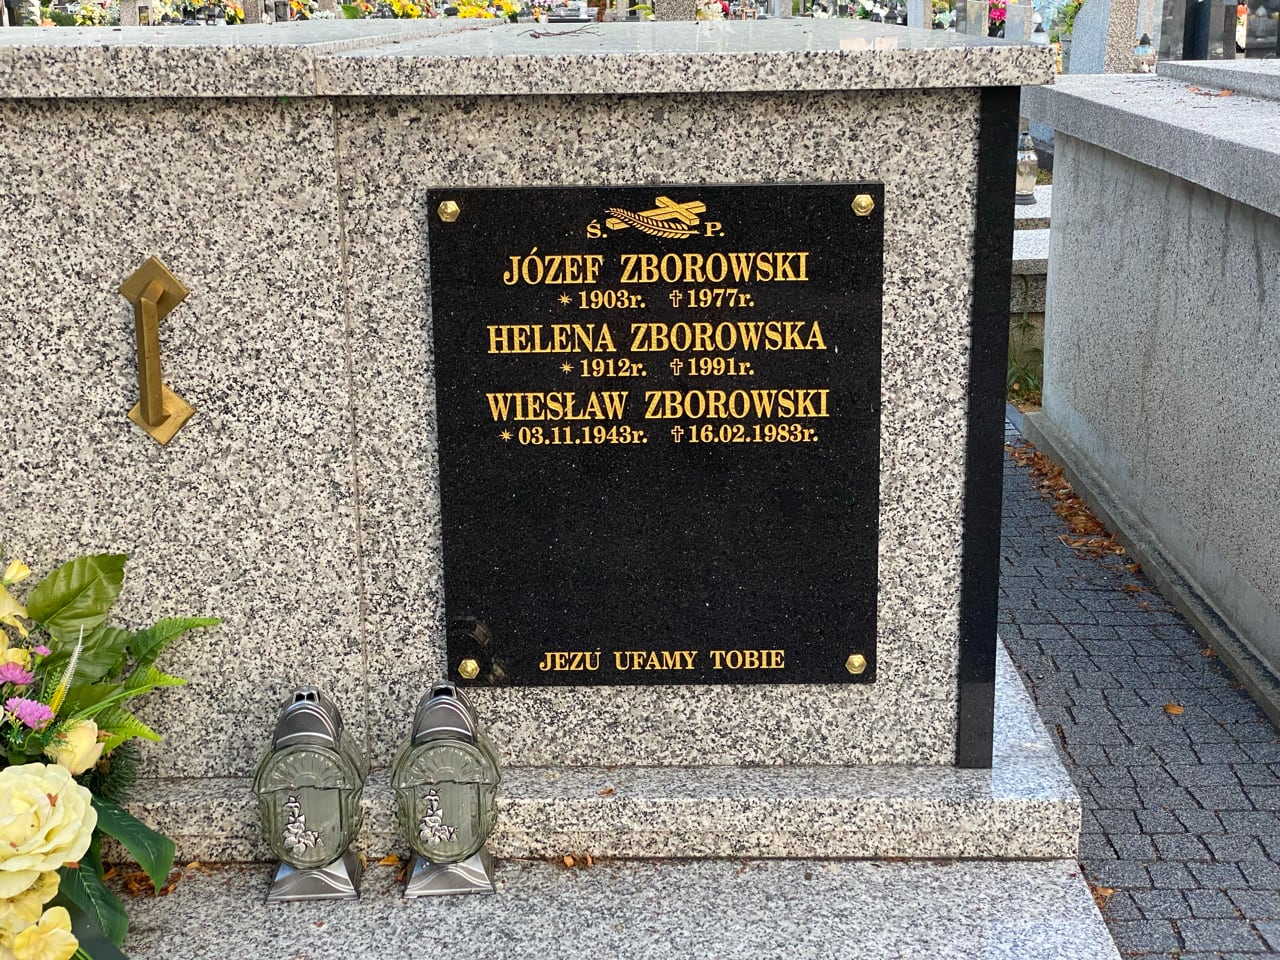 Ś. P.
JÓZEF ZBOROWSKI
* 1903r. † 1977r.
HELENA ZBOROWSKA
* 1912r. † 1991r.
WIESŁAW ZBOROWSKI
* 03.11.1943r. † 16.02.1983r.
JEZU UFAMY TOBIE